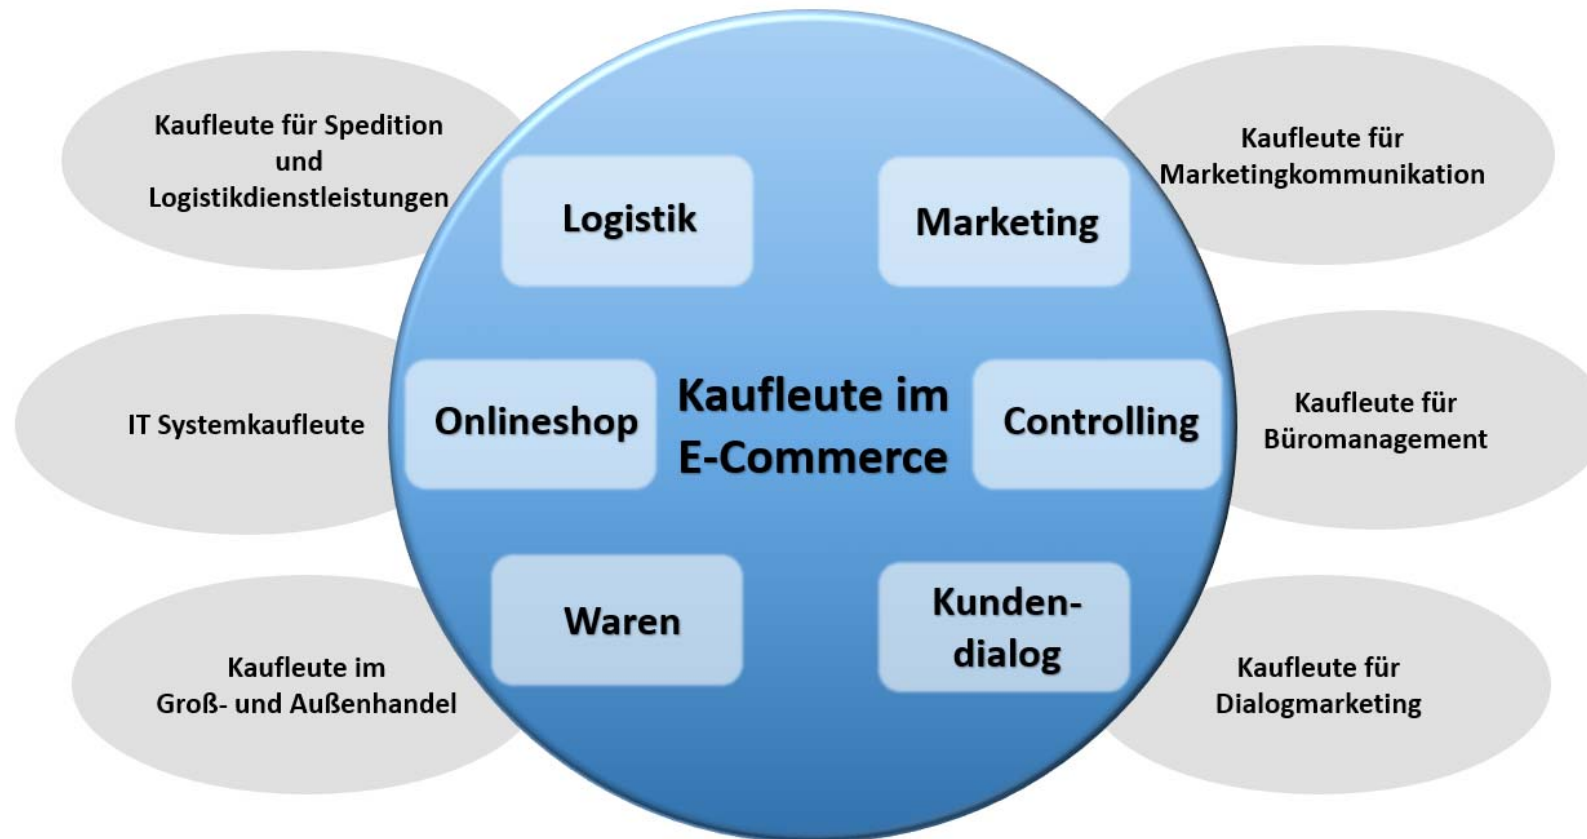 Kaufleute für Spedition
und
Logistikdienstleistungen
Logistik
Marketing
Kaufleute für
Marketingkommunikation
IT Systemkaufleute
Onlineshop
Kaufleute im
E-Commerce
Controlling
Kaufleute für
Büromanagement
Kaufleute im
Groß- und Außenhandel
Waren
Kunden-
dialog
Kaufleute für
Dialogmarketing